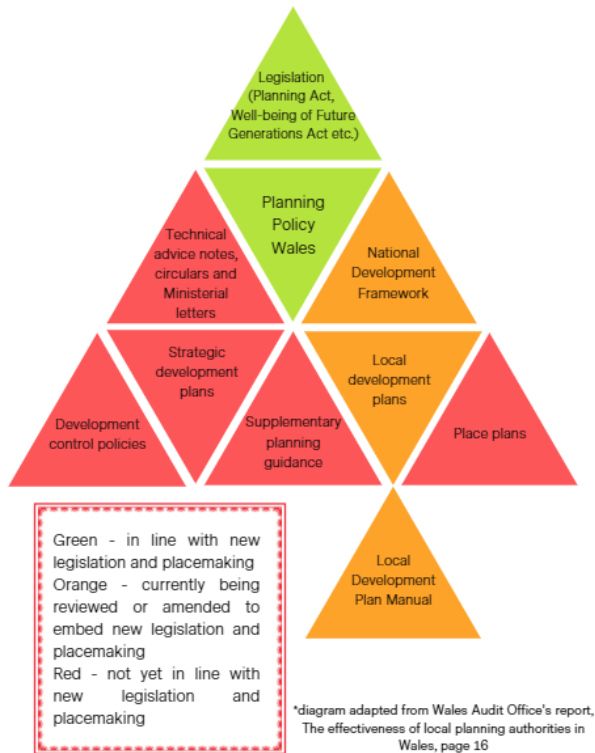 Legislation
(Planning Act,
Well-being of Future
Generations Act etc.)
Planning
Policy
Wales
Technical
advice notes,
circulars and
Ministerial
letters
National
Development
Framework
Strategic
development
plans
Local
development
plans
Development
control policies
Supplementary
planning
guidance
Place plans
Local
Development
Plan Manual
Green - in line with new
legislation and placemaking
Orange - currently being
reviewed or amended to
embed new legislation and
placemaking
Red - not yet in line with
new legislation and
placemaking
*diagram adapted from Wales Audit Office's report,
The effectiveness of local planning authorities in
Wales, page 16